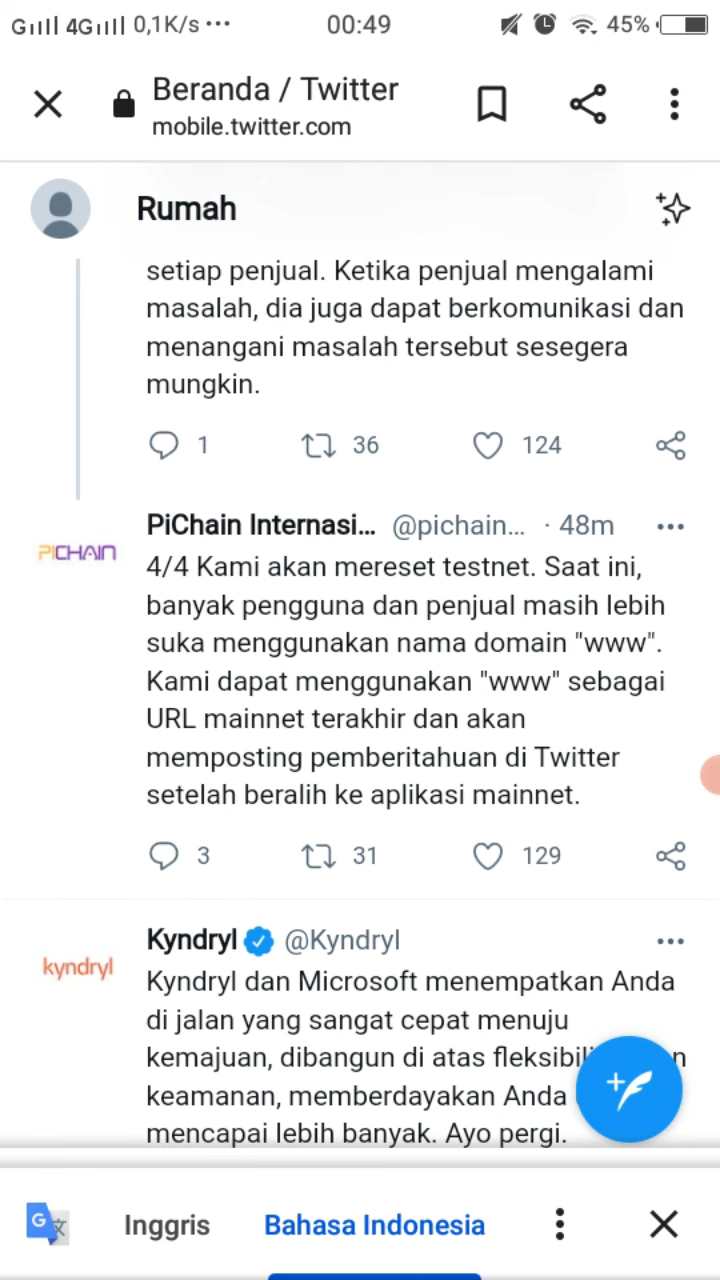 4G 0,1K/s ...
00:49
45%
Beranda / Twitter
mobile.twitter.com
Rumah
setiap penjual. Ketika penjual mengalami
masalah, dia juga dapat berkomunikasi dan
menangani masalah tersebut sesegera
mungkin.
1 36 124
PiChain Internasi... @pichain... · 48m
PICHAIN
4/4 Kami akan mereset testnet. Saat ini,
banyak pengguna dan penjual masih lebih
suka menggunakan nama domain "www".
Kami dapat menggunakan "www" sebagai
URL mainnet terakhir dan akan
memposting pemberitahuan di Twitter
setelah beralih ke aplikasi mainnet.
3 31 129
Kyndryl @Kyndryl
kyndryl
Kyndryl dan Microsoft menempatkan Anda
di jalan yang sangat cepat menuju
kemajuan, dibangun di atas
keamanan, memberdayakan Anda
mencapai lebih banyak. Ayo pergi.
G 文
Inggris Bahasa Indonesia